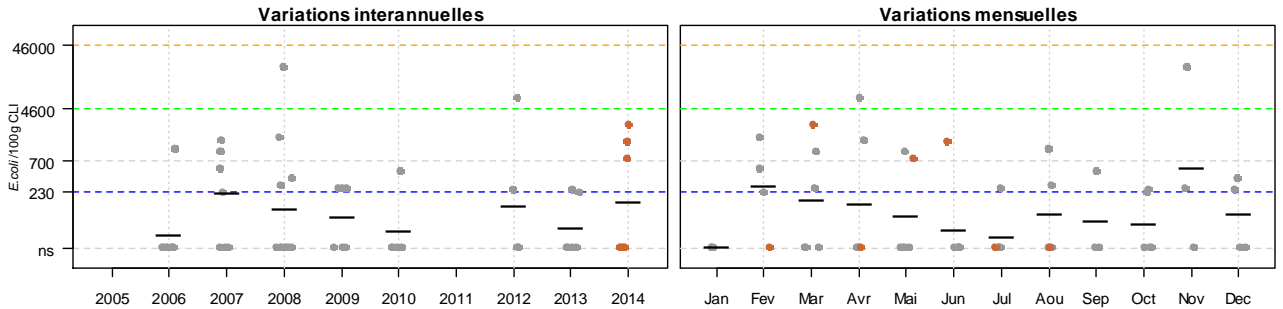 Variations interannuelles
Variations mensuelles
E.coli/100g CLI
46000
4600
700
230
ns
2005 2006 2007 2008 2009 2010 2011 2012 2013 2014
Jan Fev Mar Avr Mai Jun Jul Aou Sep Oct Nov Dec